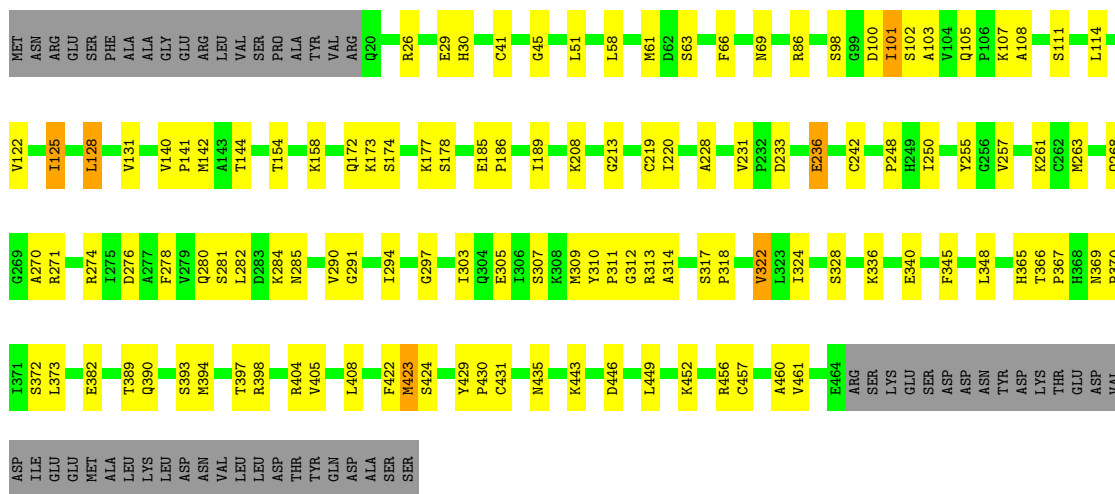 MET ASN ARG GLU SER PHE ALA ALA GLY GLU ARG LEU VAL SER PRO ALA TYR VAL ARG Q20 R26 E29 H30 C41 G45 L51 L58 M61 D62 S63 F66 N69 R86 S98 G99 D100 I101 S102 A103 V104 Q105 P106 K107 A108 S111 L114
V122 I125 L128 V131 V140 P141 M142 A143 T144 T154 K158 Q172 K173 S174 K177 S178 E185 P186 I189 K208 G213 C219 I220 A228 V231 P232 D233 E236 C242 P248 H249 I250 Y255 G256 V257 K261 C262 M263
G269 A270 R271 R274 I275 D276 A277 F278 V279 Q280 S281 L282 D283 K284 N285 V290 G291 I294 G297 I303 Q304 E305 I306 S307 K308 M309 Y310 P311 G312 R313 A314 S317 P318 V322 L323 I324 S328 K336 E340 F345 L348 H365 T366 P367 H368 N369
I371 S372 L373 E382 T389 Q390 S393 M394 T397 R398 R404 V405 L408 F422 M423 S424 Y429 P430 C431 N435 K443 D446 L449 K452 R456 C457 A460 V461 E464 ARG SER LYS GLU SER ASP ASP ASN TYR ASP LYS THR GLU ASP VAL
ASP ILE GLU GLU MET ALA LEU LYS LEU ASP ASN VAL LEU LEU ASP THR TYR GLN ASP ALA SER SER